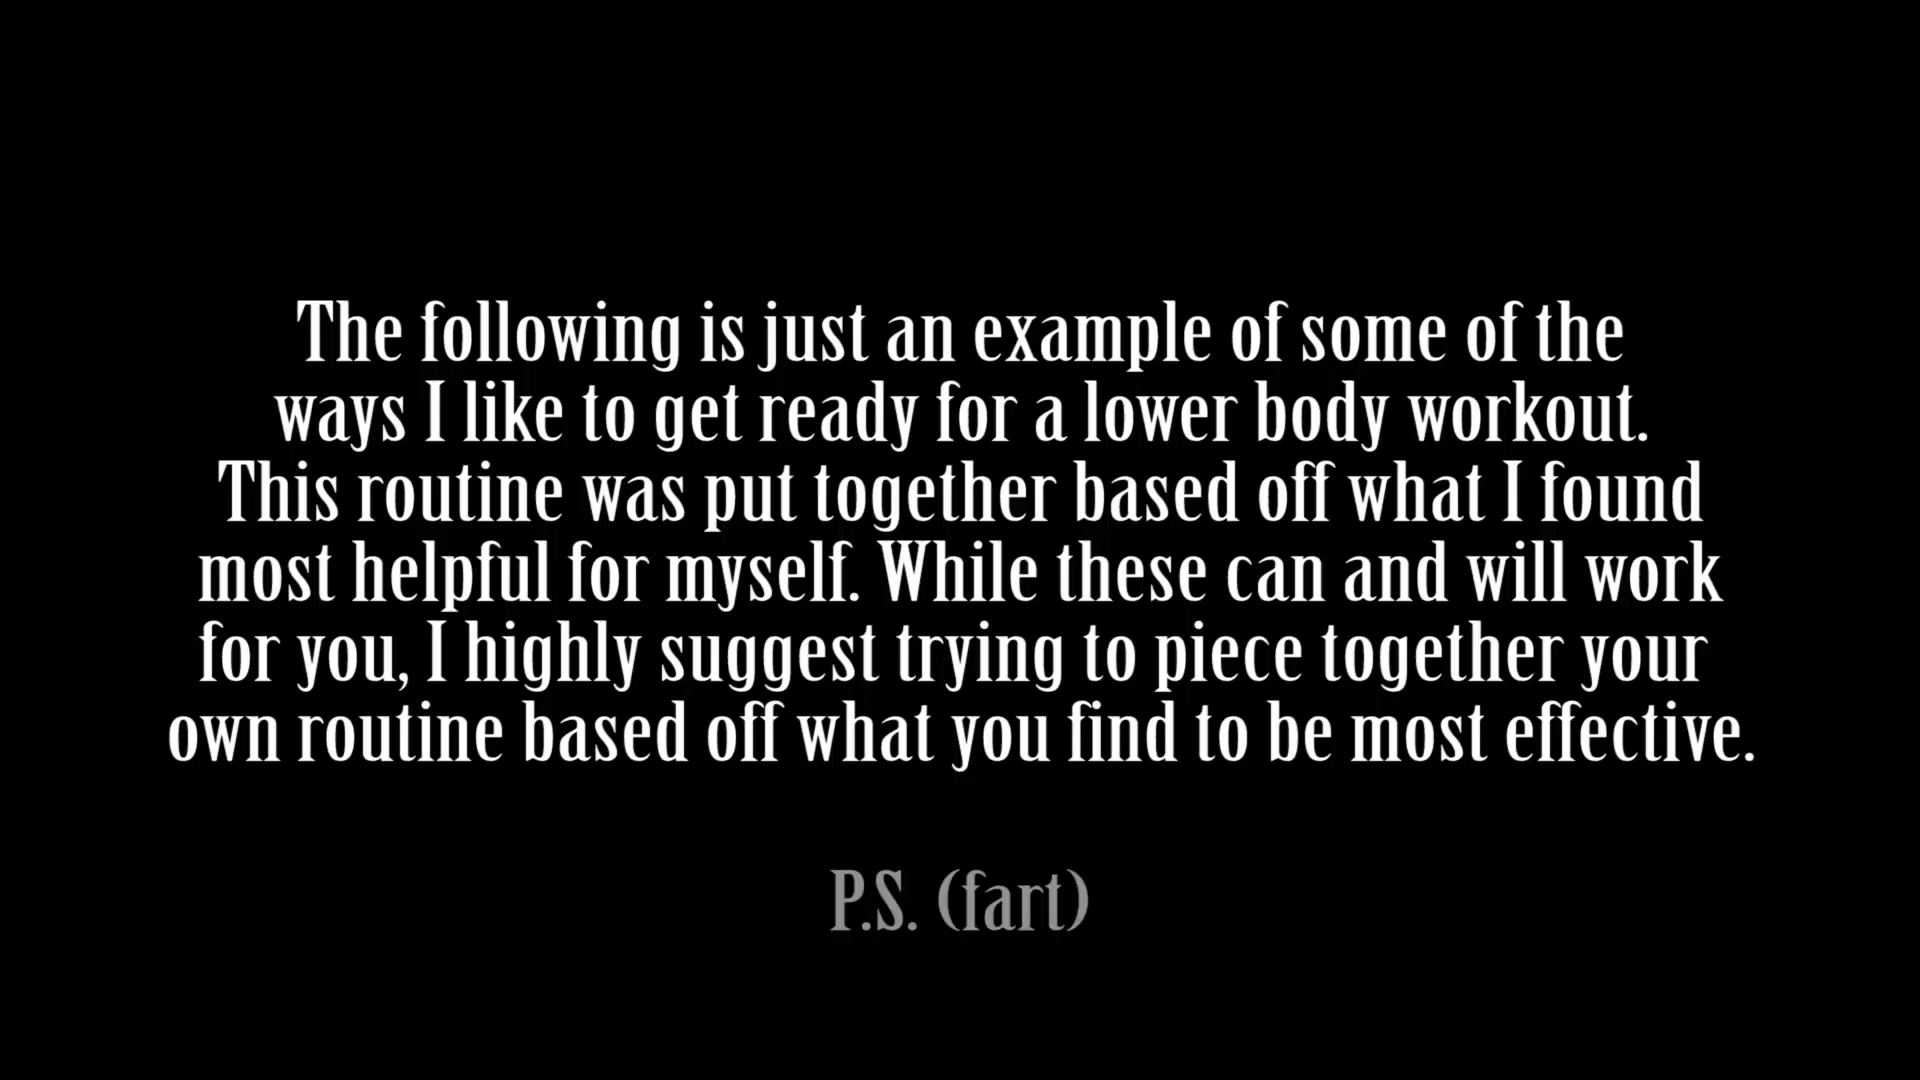 The following is just an example of some of the
ways I like to get ready for a lower body workout.
This routine was put together based off what I found
most helpful for myself. While these can and will work
for you, I highly suggest trying to piece together your
own routine based off what you find to be most effective.
P.S. (fart)